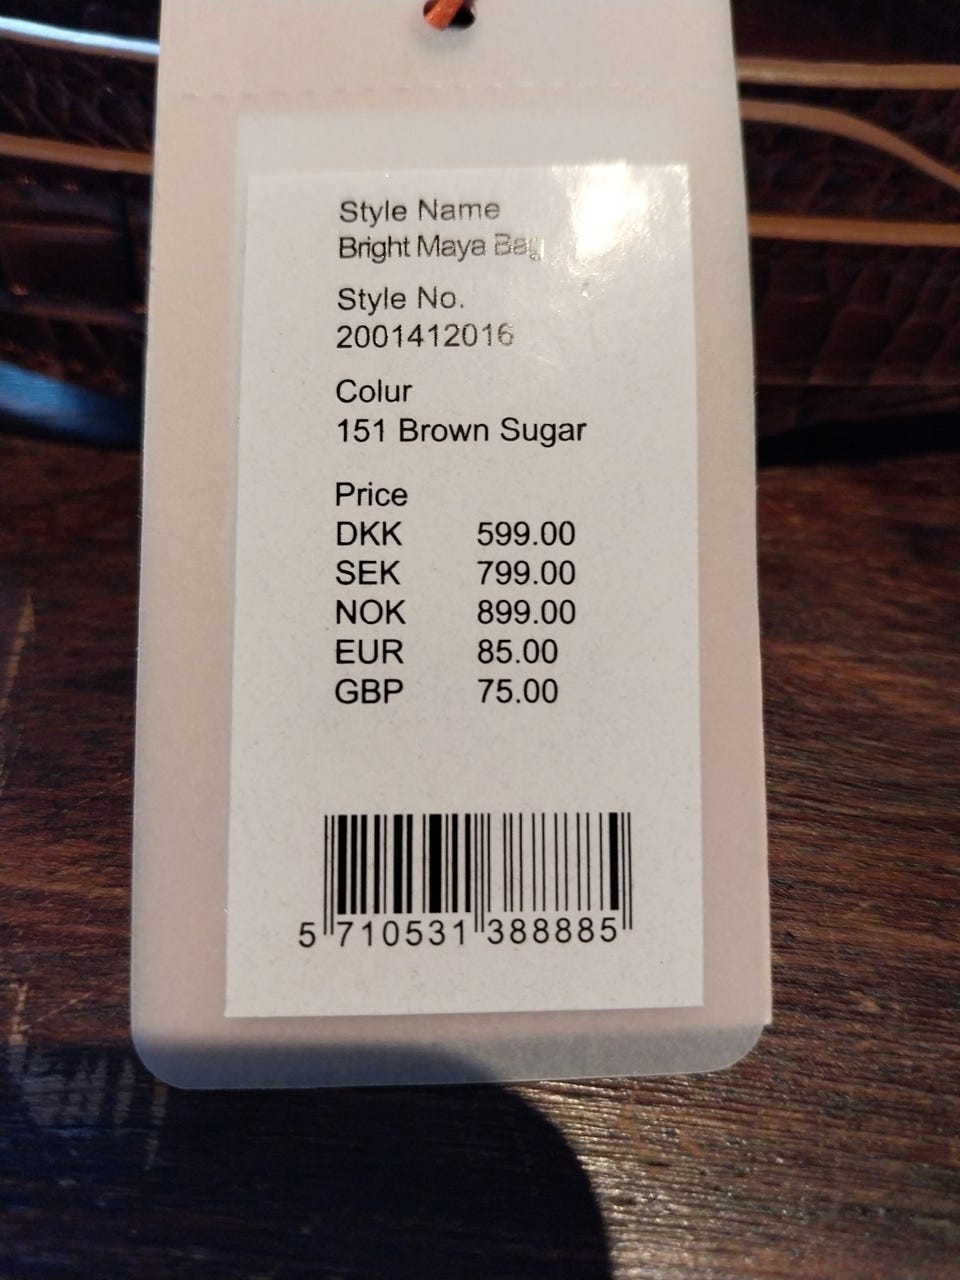 Style Name
Bright Maya Bag
Style No.
2001412016
Colur
151 Brown Sugar
Price
DKK 599.00
SEK 799.00
NOK 899.00
EUR 85.00
GBP 75.00
5 710531 388885